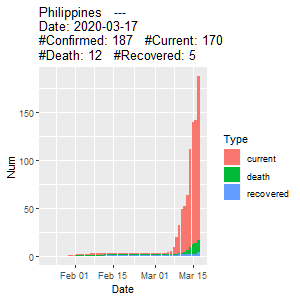 Philippines ---
Date: 2020-03-17
#Confirmed: 187 #Current: 170
#Death: 12 #Recovered: 5
150
100
50
0
Num
Feb 01 Feb 15 Mar 01 Mar 15
Date
Type
current
death
recovered